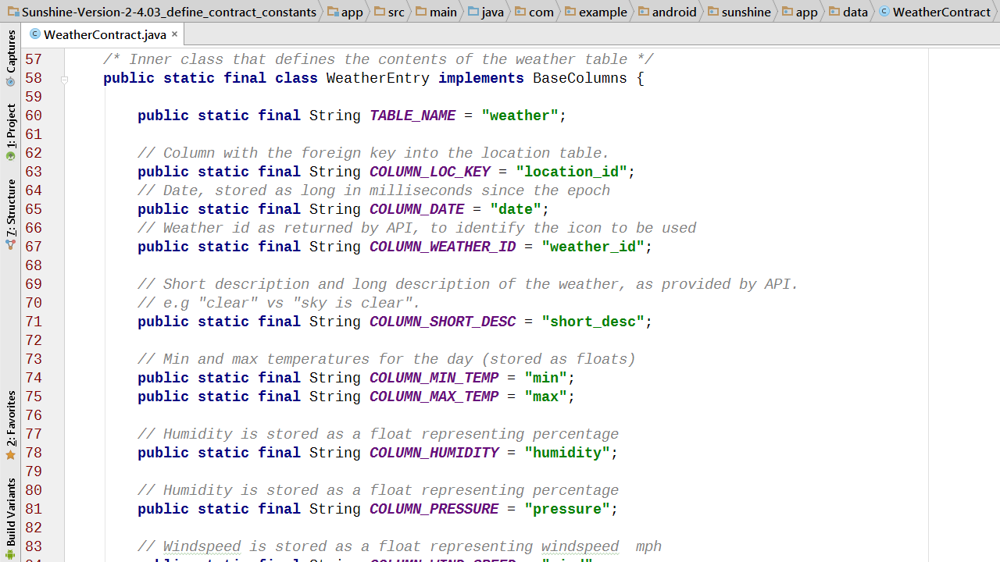 Sunshine-Version-2-4.03_define_contract_constants app src main java com example android sunshine app data WeatherContract
WeatherContract.java ×
Captures
1: Project
7: Structure
2: Favorites
Build Variants
57 /* Inner class that defines the contents of the weather table */
58 public static final class WeatherEntry implements BaseColumns {
59
60 public static final String TABLE_NAME = "weather";
61
62 // Column with the foreign key into the location table.
63 public static final String COLUMN_LOC_KEY = "location_id";
64 // Date, stored as long in milliseconds since the epoch
65 public static final String COLUMN_DATE = "date";
66 // Weather id as returned by API, to identify the icon to be used
67 public static final String COLUMN_WEATHER_ID = "weather_id";
68
69 // Short description and long description of the weather, as provided by API.
70 // e.g "clear" vs "sky is clear".
71 public static final String COLUMN_SHORT_DESC = "short_desc";
72
73 // Min and max temperatures for the day (stored as floats)
74 public static final String COLUMN_MIN_TEMP = "min";
75 public static final String COLUMN_MAX_TEMP = "max";
76
77 // Humidity is stored as a float representing percentage
78 public static final String COLUMN_HUMIDITY = "humidity";
79
80 // Humidity is stored as a float representing percentage
81 public static final String COLUMN_PRESSURE = "pressure";
82
83 // Windspeed is stored as a float representing windspeed  mph